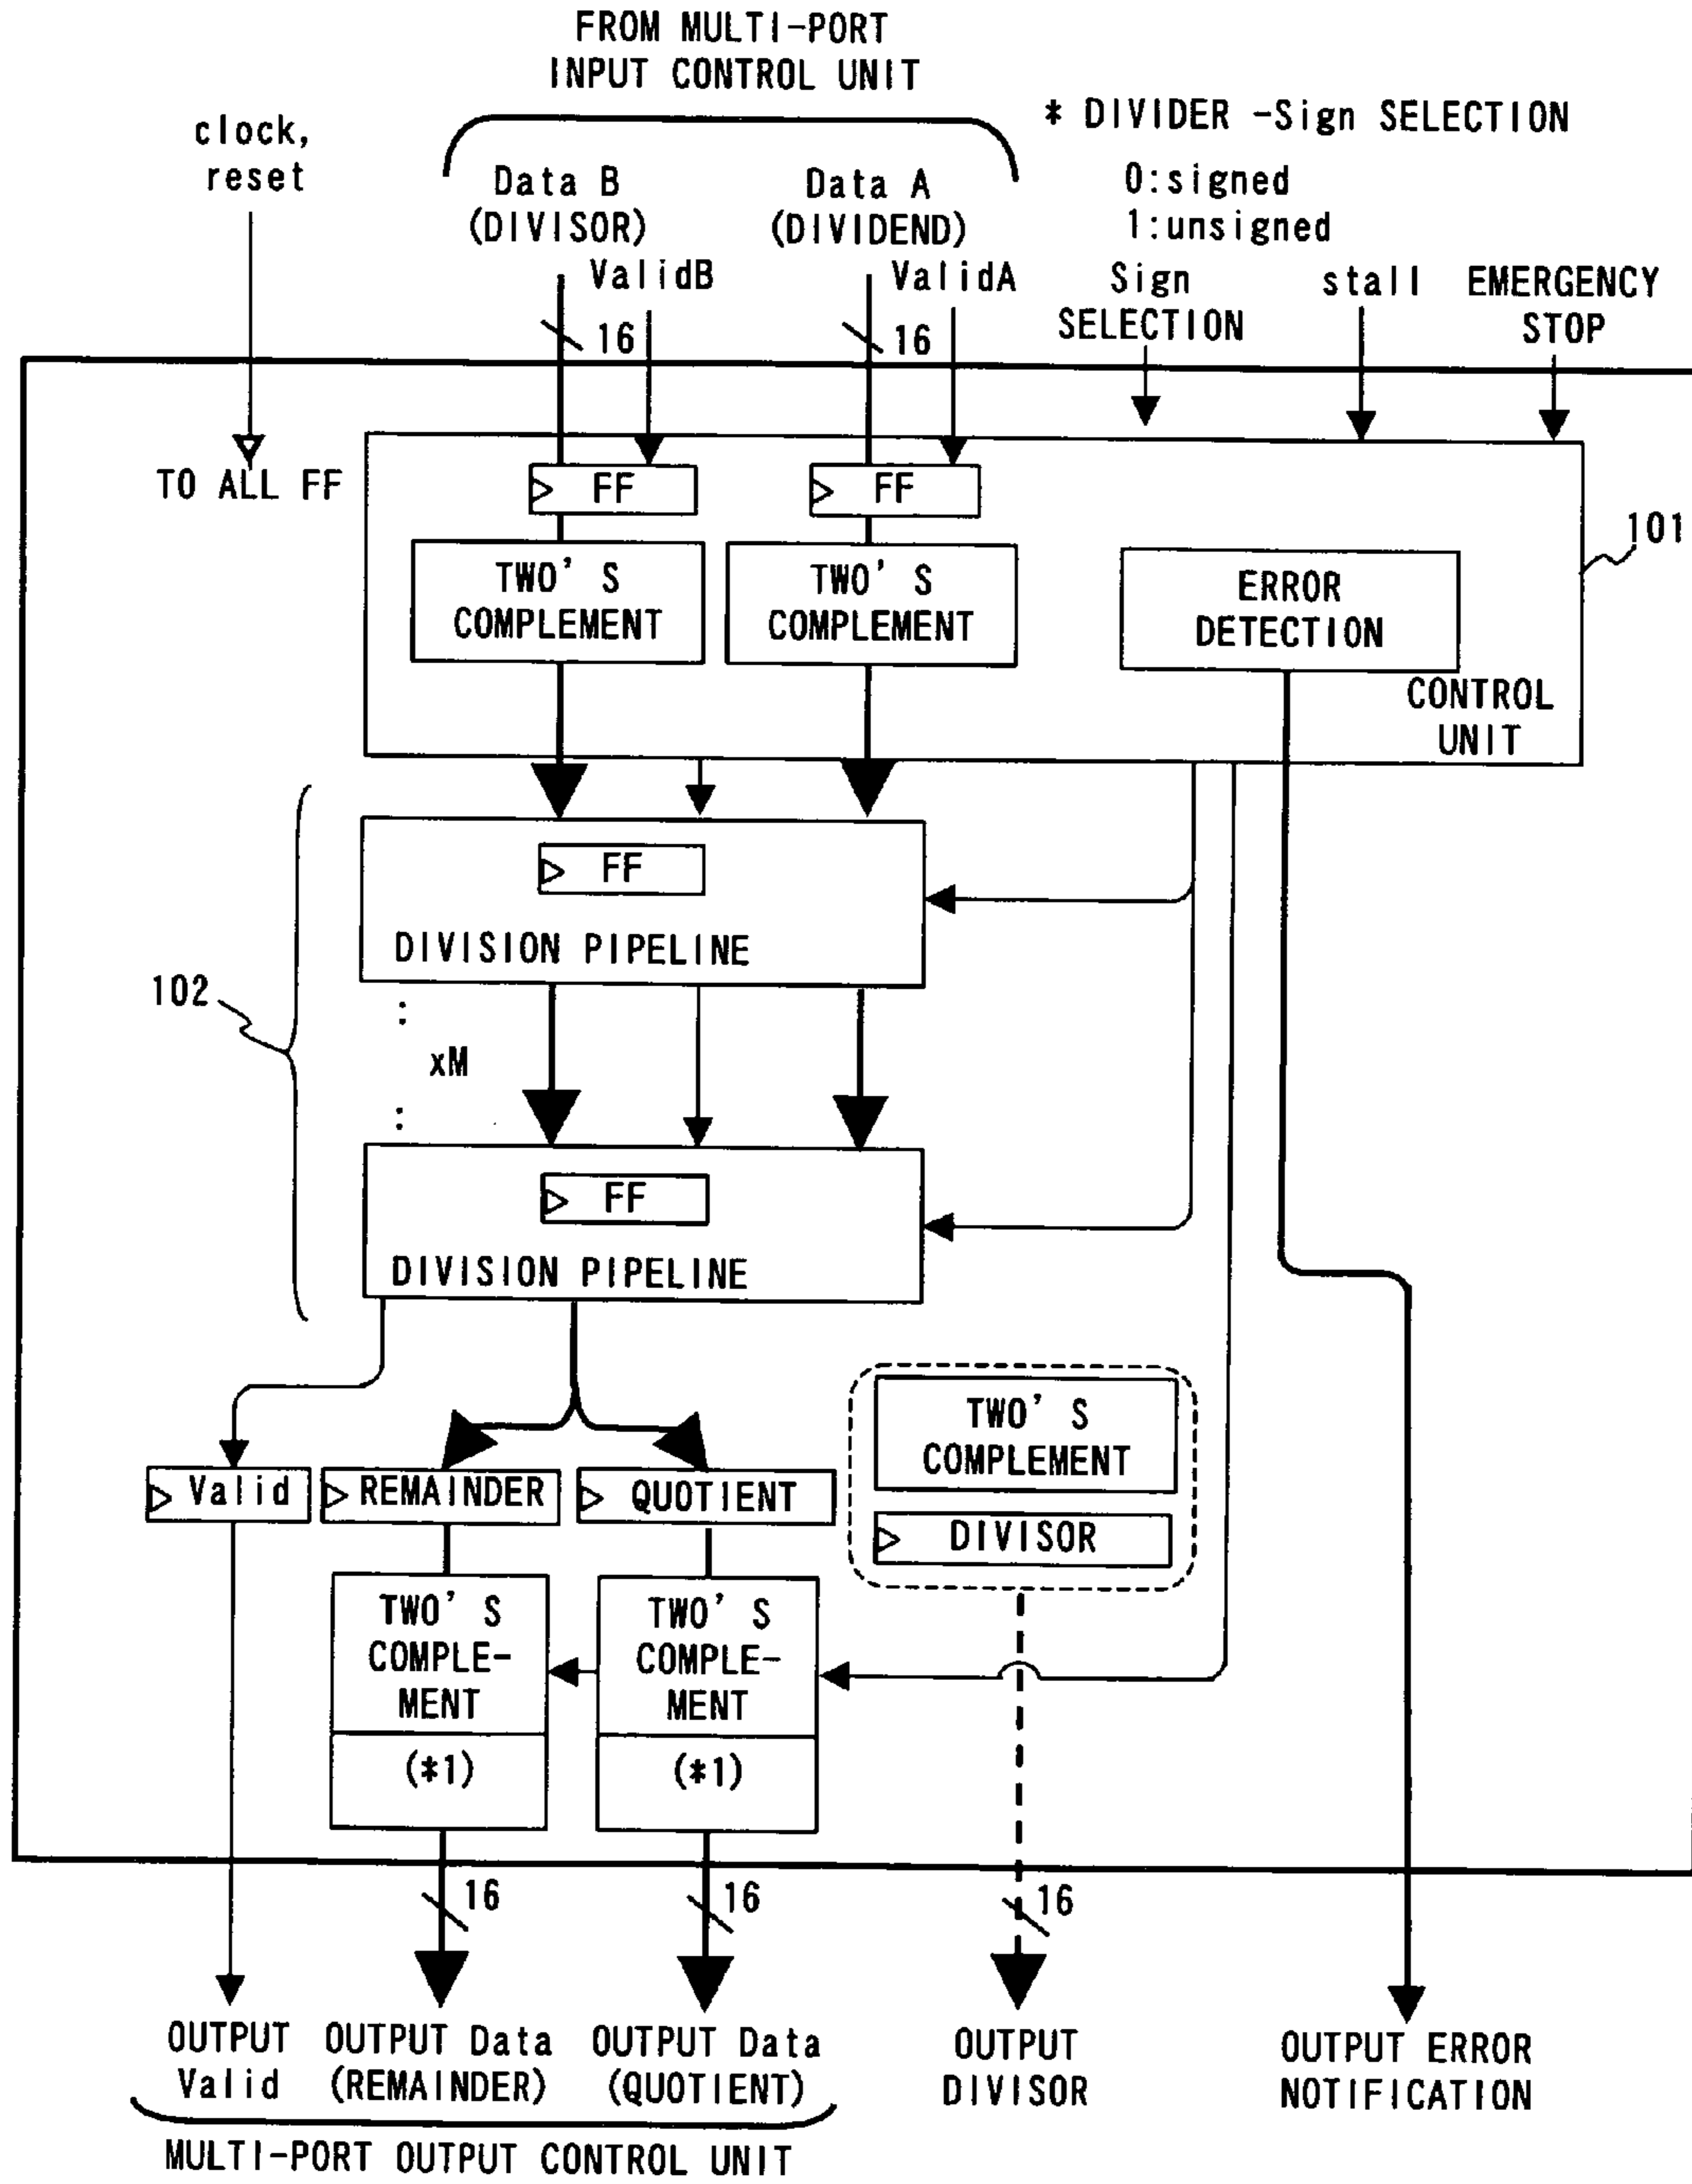 FROM MULTI-PORT
INPUT CONTROL UNIT
* DIVIDER -Sign SELECTION
0:signed
1:unsigned
clock,
reset
Data B
(DIVISOR)
ValidB
16
Data A
(DIVIDEND)
ValidA
16
Sign
SELECTION
stall
EMERGENCY
STOP
TO ALL FF
FF
FF
TWO'S
COMPLEMENT
TWO'S
COMPLEMENT
ERROR
DETECTION
CONTROL
UNIT
101
FF
DIVISION PIPELINE
102
:
xM
:
FF
DIVISION PIPELINE
TWO'S
COMPLEMENT
DIVISOR
Valid
REMAINDER
QUOTIENT
TWO'S
COMPLE-
MENT
(*1)
TWO'S
COMPLE-
MENT
(*1)
16
16
16
OUTPUT
Valid
OUTPUT Data
(REMAINDER)
OUTPUT Data
(QUOTIENT)
OUTPUT
DIVISOR
OUTPUT ERROR
NOTIFICATION
MULTI-PORT OUTPUT CONTROL UNIT